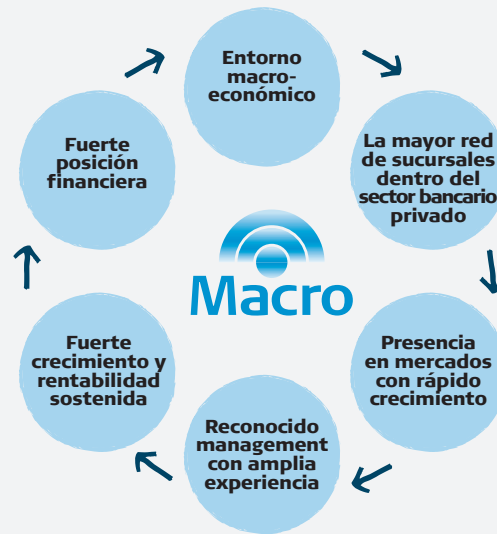 Entorno
macro-
económico
La mayor red
de sucursales
dentro del
sector bancario
privado
Presencia
en mercados
con rápido
crecimiento
Reconocido
management
con amplia
experiencia
Fuerte
crecimiento y
rentabilidad
sostenida
Fuerte
posición
financiera
Macro